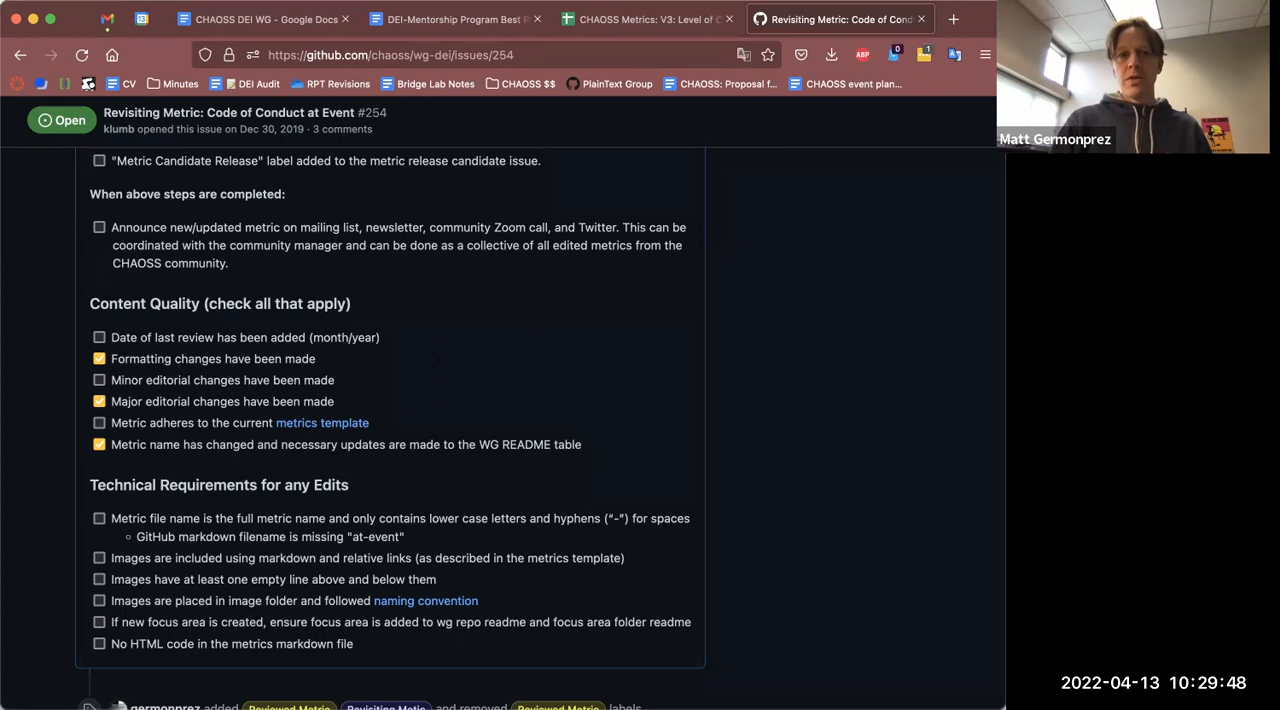 CHAOSS DEI WG - Google Docs
DEI-Mentorship Program Best
CHAOSS Metrics: V3: Level of
Revisiting Metric: Code of Cond
https://github.com/chaoss/wg-dei/issues/254
ABP
0
1
CV
Minutes
DEI Audit
RPT Revisions
Bridge Lab Notes
CHAOSS $$
PlainText Group
CHAOSS: Proposal f...
CHAOSS event plan...
Matt Germonprez
Open
Revisiting Metric: Code of Conduct at Event #254
klumb opened this issue on Dec 30, 2019 · 3 comments
"Metric Candidate Release" label added to the metric release candidate issue.
When above steps are completed:
Announce new/updated metric on mailing list, newsletter, community Zoom call, and Twitter. This can be
coordinated with the community manager and can be done as a collective of all edited metrics from the
CHAOSS community.
Content Quality (check all that apply)
Date of last review has been added (month/year)
Formatting changes have been made
Minor editorial changes have been made
Major editorial changes have been made
Metric adheres to the current metrics template
Metric name has changed and necessary updates are made to the WG README table
Technical Requirements for any Edits
Metric file name is the full metric name and only contains lower case letters and hyphens (“-”) for spaces
GitHub markdown filename is missing "at-event"
Images are included using markdown and relative links (as described in the metrics template)
Images have at least one empty line above and below them
Images are placed in image folder and followed naming convention
If new focus area is created, ensure focus area is added to wg repo readme and focus area folder readme
No HTML code in the metrics markdown file
germonprez added Reviewed Metric Revisiting Metic and removed Reviewed Metric labels
2022-04-13 10:29:48